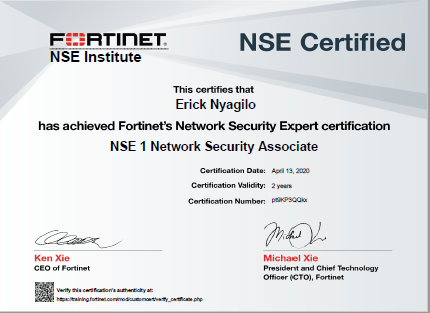 FORTINET
NSE Institute
NSE Certified
This certifies that
Erick Nyagilo
has achieved Fortinet's Network Security Expert certification
NSE 1 Network Security Associate
Certification Date: April 13, 2020
Certification Validity: 2 years
Certification Number: pt9KP3QQkx
Ken Xie
CEO of Fortinet
Michael Xie
President and Chief Technology
Officer (CTO), Fortinet
Verify this certification's authenticity at:
https://training.fortinet.com/mod/customcert/verify_certificate.php